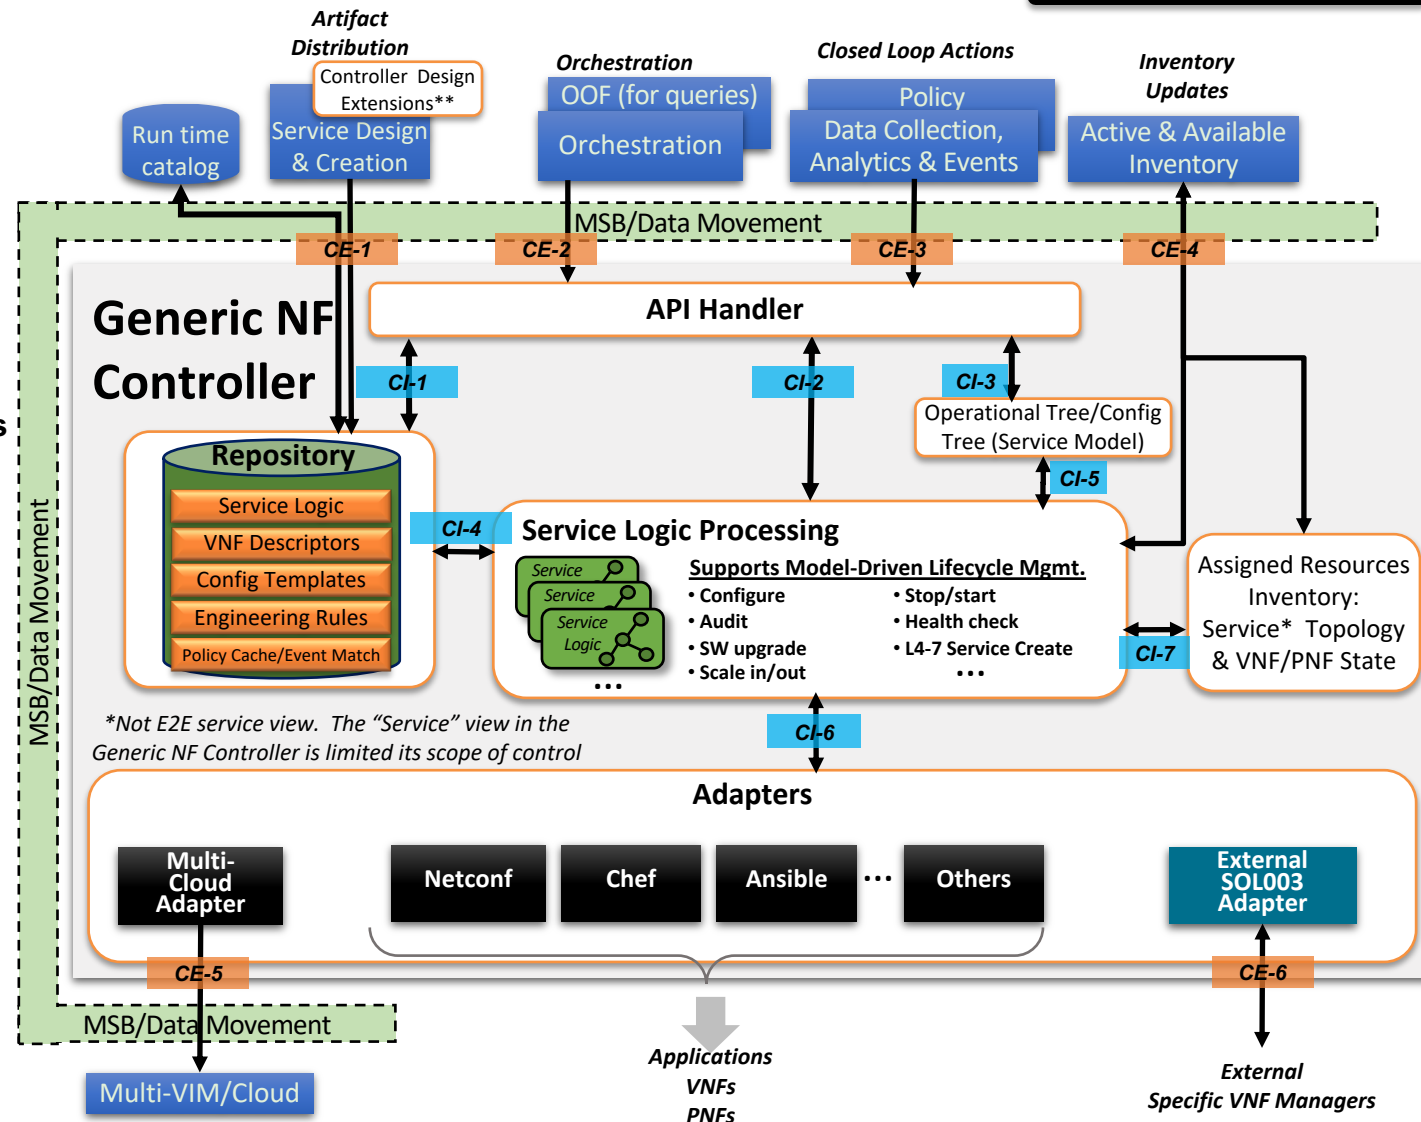 Artifact
Distribution
Controller Design
Extensions**
Service Design
& Creation
Run time
catalog
Orchestration
OOF (for queries)
Orchestration
Closed Loop Actions
Policy
Data Collection,
Analytics & Events
Inventory
Updates
Active & Available
Inventory
MSB/Data Movement
CE-1
CE-2
CE-3
CE-4
Generic NF
Controller
API Handler
CI-1
CI-2
CI-3
s
Operational Tree/Config
Tree (Service Model)
CI-5
Repository
Service Logic
VNF Descriptors
Config Templates
Engineering Rules
Policy Cache/Event Match
CI-4
Service Logic Processing
Service
Service
Service
Logic
...
Supports Model-Driven Lifecycle Mgmt.
• Configure
• Audit
• SW upgrade
• Scale in/out
• Stop/start
• Health check
• L4-7 Service Create
...
CI-7
Assigned Resources
Inventory:
Service* Topology
& VNF/PNF State
MSB/Data Movement
*Not E2E service view. The “Service” view in the
Generic NF Controller is limited its scope of control
CI-6
Adapters
Multi-
Cloud
Adapter
Netconf
Chef
Ansible
...
Others
External
SOL003
Adapter
CE-5
CE-6
MSB/Data Movement
Multi-VIM/Cloud
Applications
VNFs
PNFs
External
Specific VNF Managers